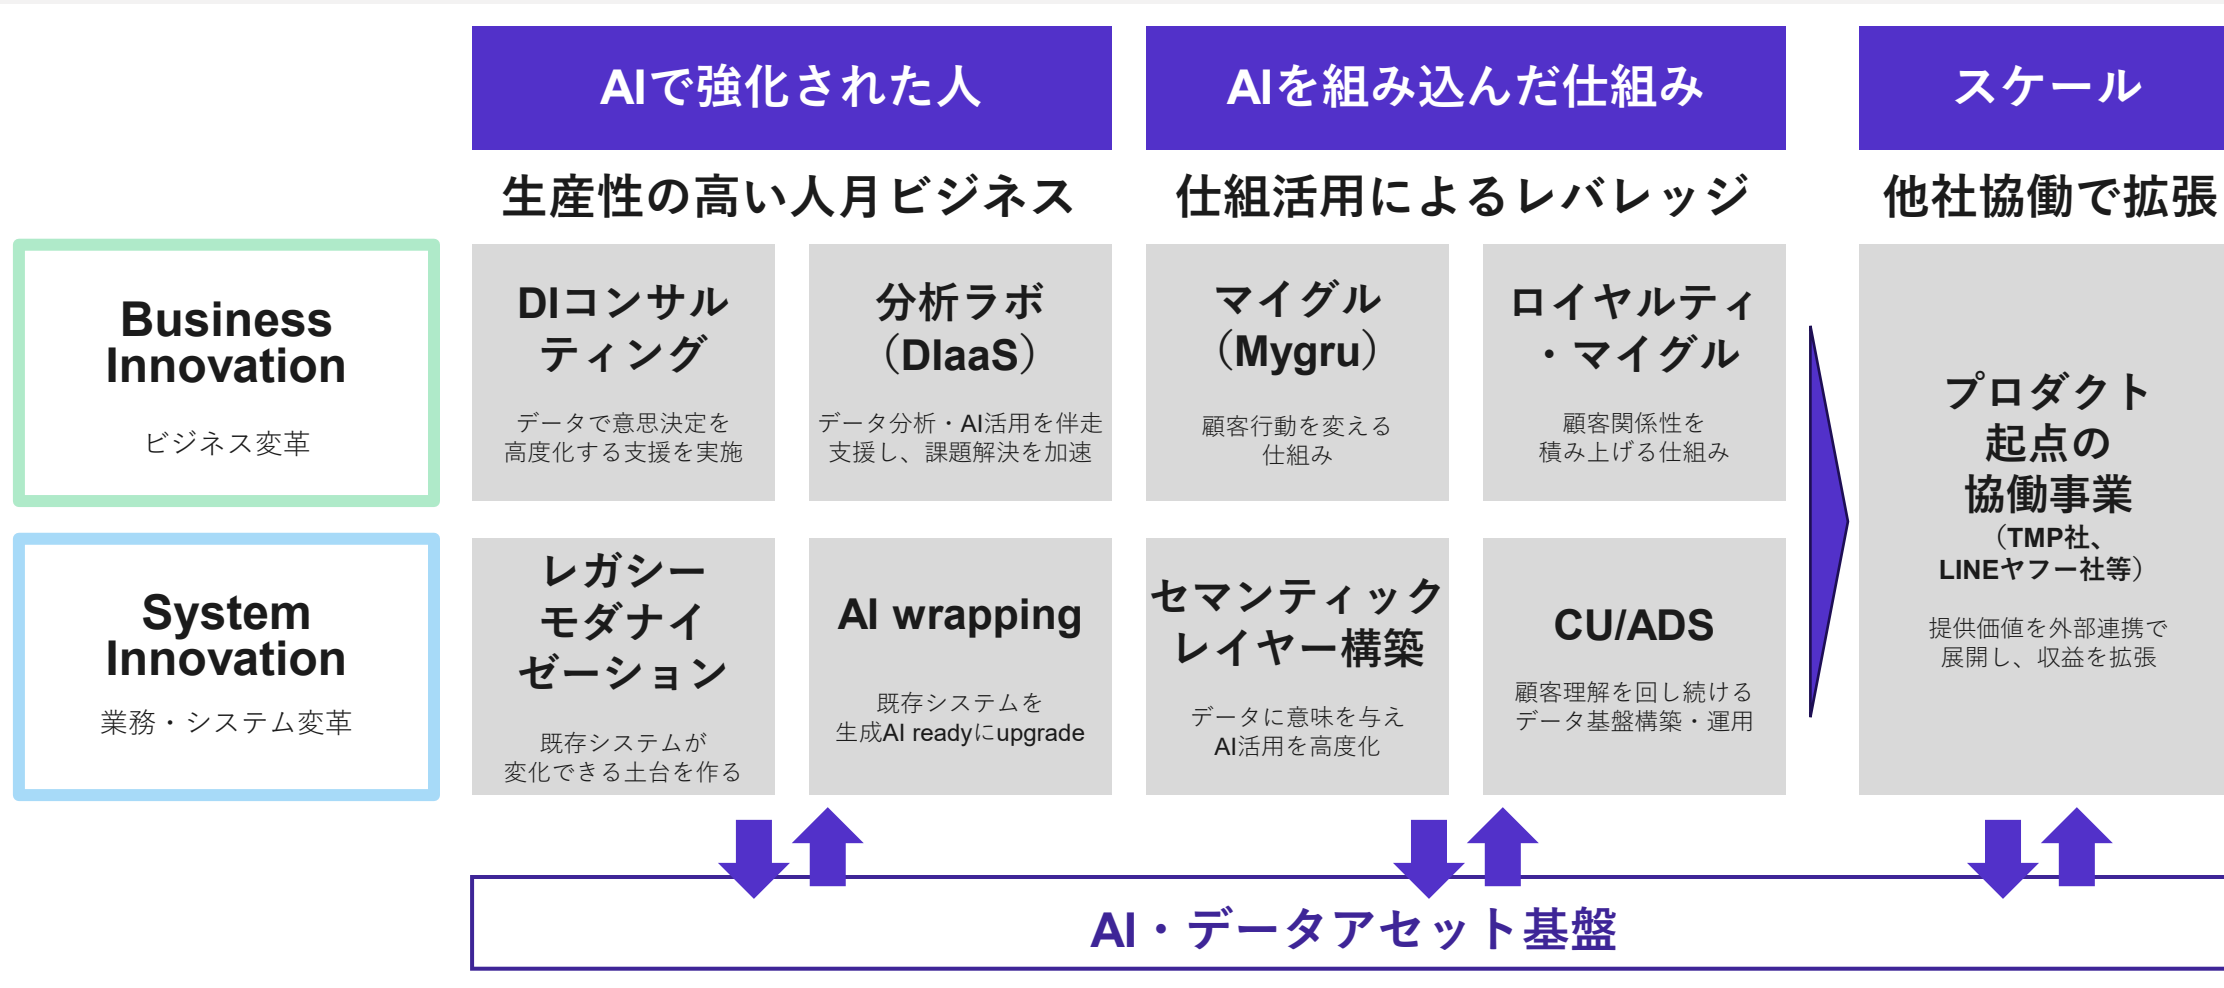 AIで強化された人
AIを組み込んだ仕組み
スケール
生産性の高い人月ビジネス
仕組活用によるレバレッジ
他社協働で拡張
Business
Innovation
ビジネス変革
DIコンサル
ティング
データで意思決定を
高度化する支援を実施
分析ラボ
（DIaaS）
データ分析・AI活用を伴走
支援し、課題解決を加速
マイグル
（Mygru）
顧客行動を変える
仕組み
ロイヤルティ
・マイグル
顧客関係性を
積み上げる仕組み
プロダクト
起点の
協働事業
（TMP社、
LINEヤフー社等）
提供価値を外部連携で
展開し、収益を拡張
System
Innovation
業務・システム変革
レガシー
モダナイ
ゼーション
既存システムが
変化できる土台を作る
AI wrapping
既存システムを
生成AI readyにupgrade
セマンティック
レイヤー構築
データに意味を与え
AI活用を高度化
CU/ADS
顧客理解を回し続ける
データ基盤構築・運用
AI・データアセット基盤